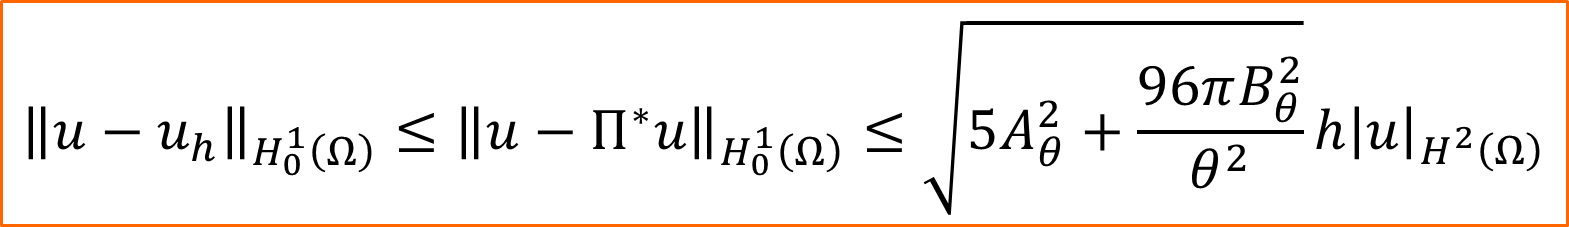 ‖u − u_h‖_{H_0^1(Ω)} ≤ ‖u − Π*u‖_{H_0^1(Ω)} ≤ √(5A_θ^2 + 96πB_θ^2/θ^2) h|u|_{H^2(Ω)}